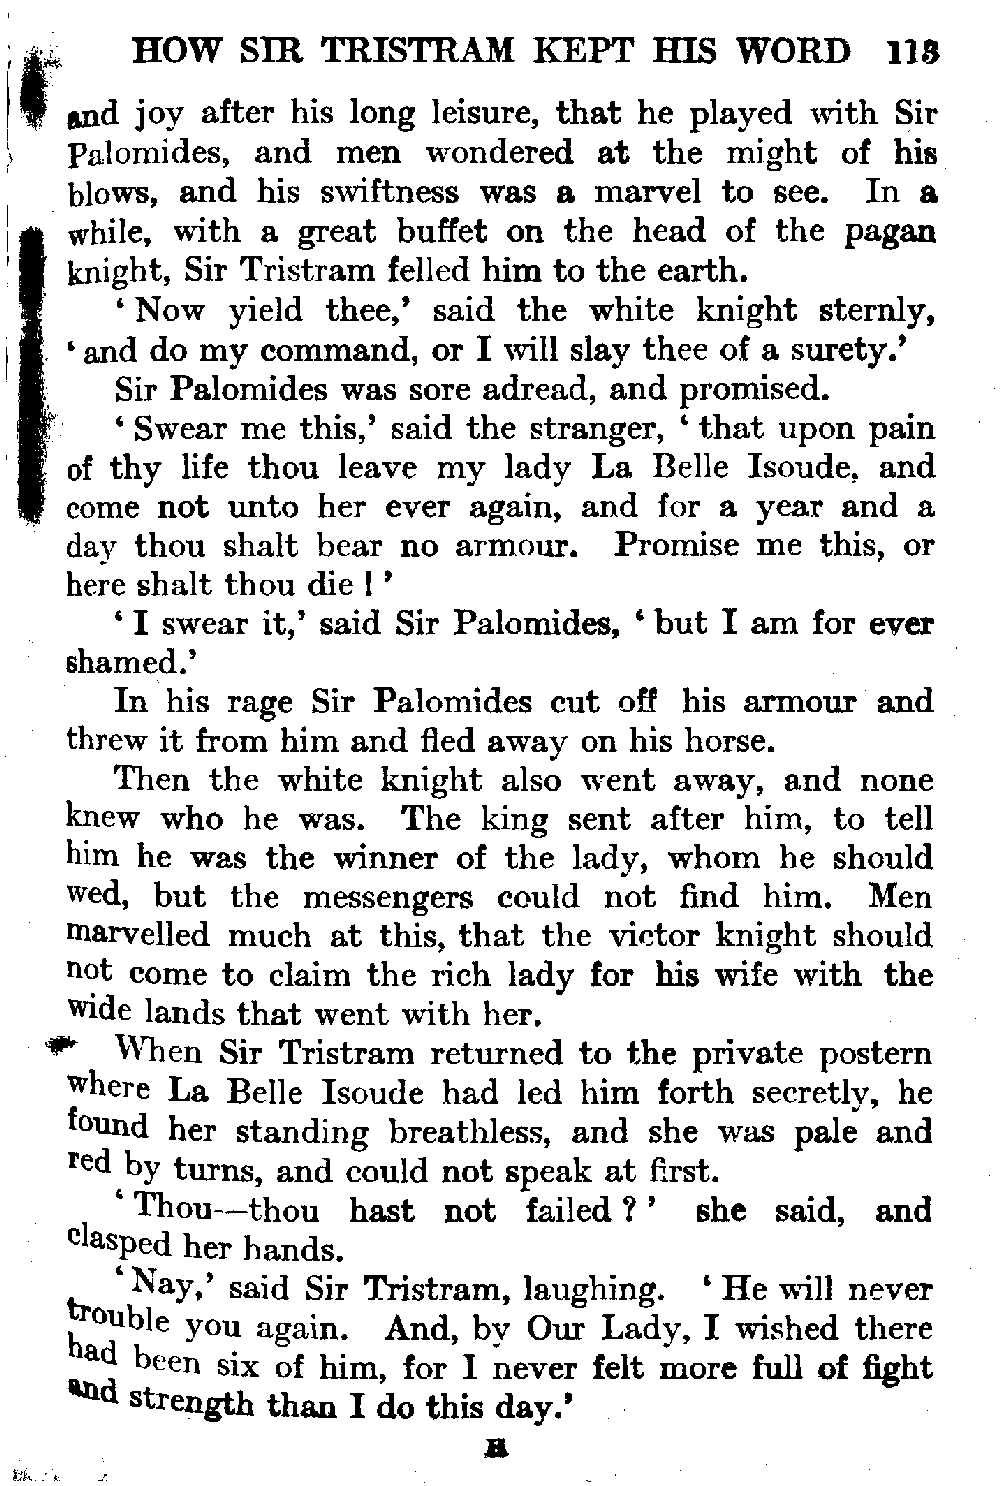 HOW SIR TRISTRAM KEPT HIS WORD 113
and joy after his long leisure, that he played with Sir
Palomides, and men wondered at the might of his
blows, and his swiftness was a marvel to see. In a
while, with a great buffet on the head of the pagan
knight, Sir Tristram felled him to the earth.
‘ Now yield thee,’ said the white knight sternly,
‘ and do my command, or I will slay thee of a surety.’
Sir Palomides was sore adread, and promised.
‘ Swear me this,’ said the stranger, ‘ that upon pain
of thy life thou leave my lady La Belle Isoude, and
come not unto her ever again, and for a year and a
day thou shalt bear no armour. Promise me this, or
here shalt thou die ! ’
‘ I swear it,’ said Sir Palomides, ‘ but I am for ever
shamed.’
In his rage Sir Palomides cut off his armour and
threw it from him and fled away on his horse.
Then the white knight also went away, and none
knew who he was. The king sent after him, to tell
him he was the winner of the lady, whom he should
wed, but the messengers could not find him. Men
marvelled much at this, that the victor knight should
not come to claim the rich lady for his wife with the
wide lands that went with her.
When Sir Tristram returned to the private postern
where La Belle Isoude had led him forth secretly, he
found her standing breathless, and she was pale and
red by turns, and could not speak at first.
‘ Thou—thou hast not failed ? ’ she said, and
clasped her hands.
‘ Nay,’ said Sir Tristram, laughing. ‘ He will never
trouble you again. And, by Our Lady, I wished there
had been six of him, for I never felt more full of fight
and strength than I do this day.’
H